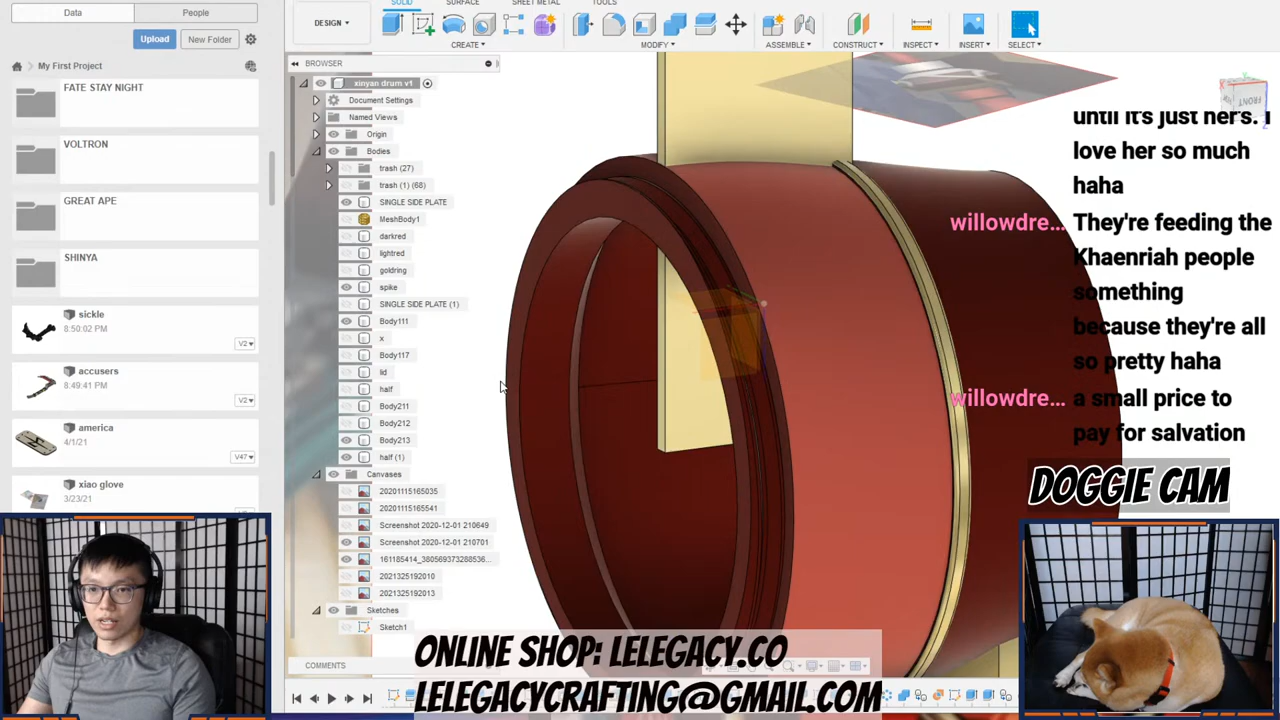 Data
People
Upload
New Folder
My First Project
FATE STAY NIGHT
VOLTRON
GREAT APE
SHINYA
sickle
8:50:02 PM
V2
accusers
8:49:41 PM
V2
america
4/1/21
V47
xiao glove
3/23/21
DESIGN
SOLID
SURFACE
SHEET METAL
TOOLS
CREATE
MODIFY
ASSEMBLE
CONSTRUCT
INSPECT
INSERT
SELECT
BROWSER
xinyan drum v1
Document Settings
Named Views
Origin
Bodies
trash (27)
trash (1) (68)
SINGLE SIDE PLATE
MeshBody1
darkred
lightred
goldring
spike
SINGLE SIDE PLATE (1)
Body111
x
Body117
lid
half
Body211
Body212
Body213
half (1)
Canvases
20201115165035
20201115165541
Screenshot 2020-12-01 210649
Screenshot 2020-12-01 210701
161185414_380569373288536...
2021325192010
2021325192013
Sketches
Sketch1
COMMENTS
FRONT
X
Z
until it's just her's. I
love her so much
haha
willowdre... They're feeding the
Khaenriah people
something
because they're all
so pretty haha
willowdre... a small price to
pay for salvation
DOGGIE CAM
ONLINE SHOP: LELEGACY.CO
LELEGACYCRAFTING@GMAIL.COM